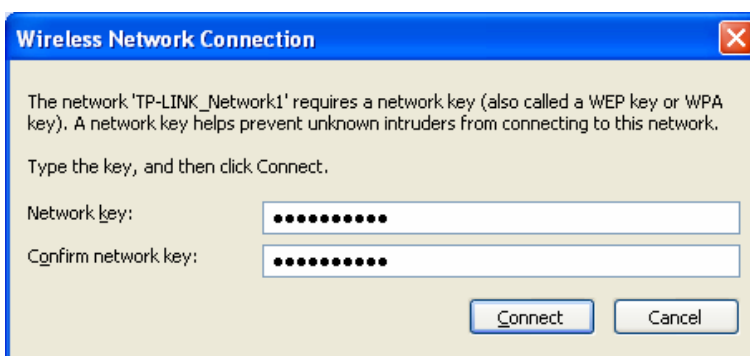 Wireless Network Connection
The network 'TP-LINK_Network1' requires a network key (also called a WEP key or WPA
key). A network key helps prevent unknown intruders from connecting to this network.
Type the key, and then click Connect.
Network key: ●●●●●●●●●●
Confirm network key: ●●●●●●●●●●
Connect Cancel